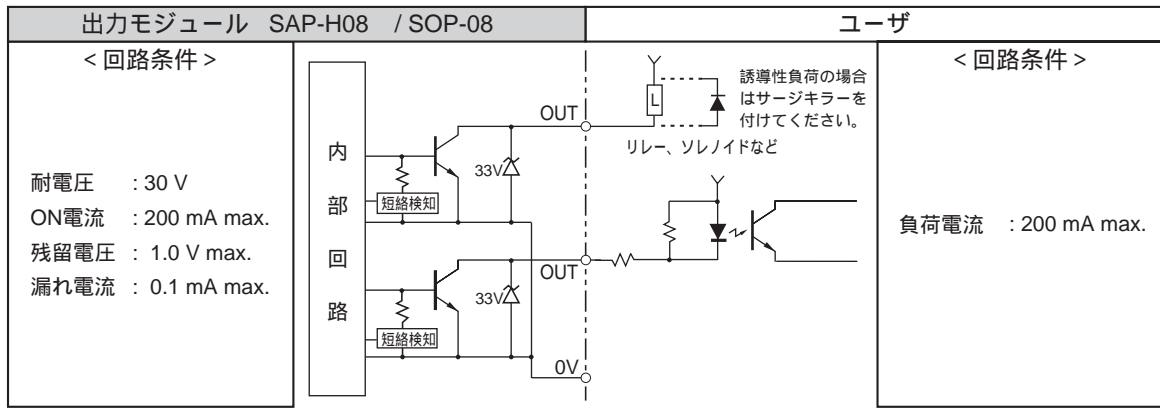 出力モジュール SAP-H08 / SOP-08
ユーザ
< 回路条件 >
耐電圧 : 30 V
ON電流 : 200 mA max.
残留電圧 : 1.0 V max.
漏れ電流 : 0.1 mA max.
内部回路
短絡検知
33V
OUT
短絡検知
33V
OUT
0V
L
誘導性負荷の場合
はサージキラーを
付けてください。
リレー、ソレノイドなど
< 回路条件 >
負荷電流 : 200 mA max.